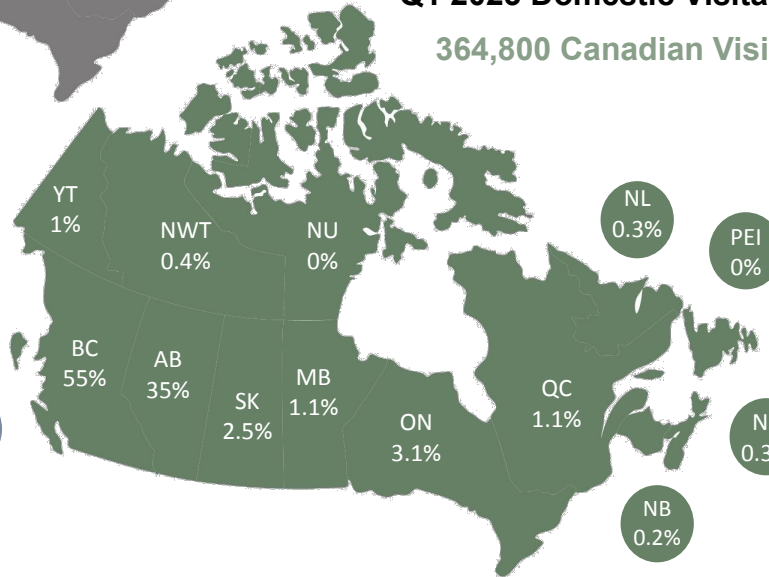 364,800 Canadian
YT
1%
NWT
0.4%
NU
0%
NL
0.3%
PEI
0%
BC
55%
AB
35%
SK
2.5%
MB
1.1%
ON
3.1%
QC
1.1%
NB
0.2%